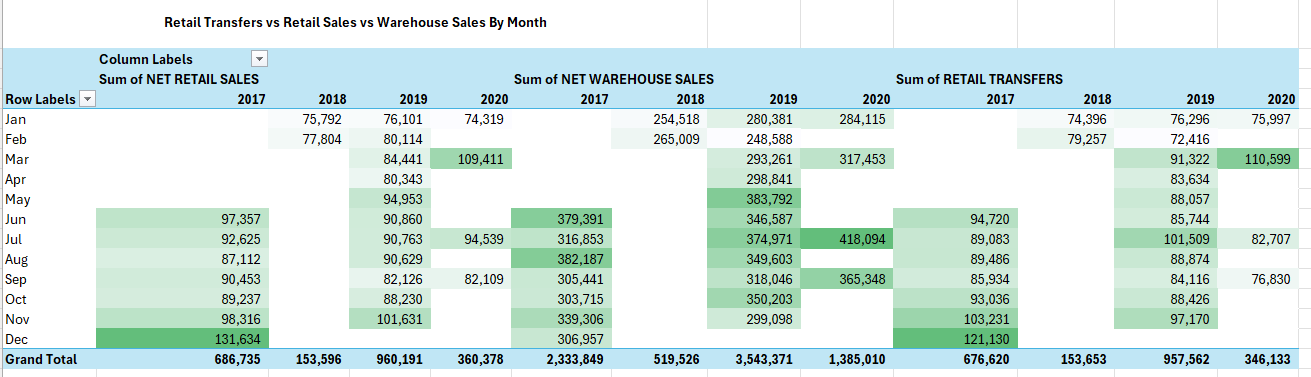 Retail Transfers vs Retail Sales vs Warehouse Sales By Month
Column Labels
Sum of NET RETAIL SALES Sum of NET WAREHOUSE SALES Sum of RETAIL TRANSFERS
Row Labels 2017 2018 2019 2020 2017 2018 2019 2020 2017 2018 2019 2020
Jan 75,792 76,101 74,319 254,518 280,381 284,115 74,396 76,296 75,997
Feb 77,804 80,114 265,009 248,588 79,257 72,416
Mar 84,441 109,411 293,261 317,453 91,322 110,599
Apr 80,343 298,841 83,634
May 94,953 383,792 88,057
Jun 97,357 90,860 379,391 346,587 94,720 85,744
Jul 92,625 90,763 94,539 316,853 374,971 418,094 89,083 101,509 82,707
Aug 87,112 90,629 382,187 349,603 89,486 88,874
Sep 90,453 82,126 82,109 305,441 318,046 365,348 85,934 84,116 76,830
Oct 89,237 88,230 303,715 350,203 93,036 88,426
Nov 98,316 101,631 339,306 299,098 103,231 97,170
Dec 131,634 306,957 121,130
Grand Total 686,735 153,596 960,191 360,378 2,333,849 519,526 3,543,371 1,385,010 676,620 153,653 957,562 346,133